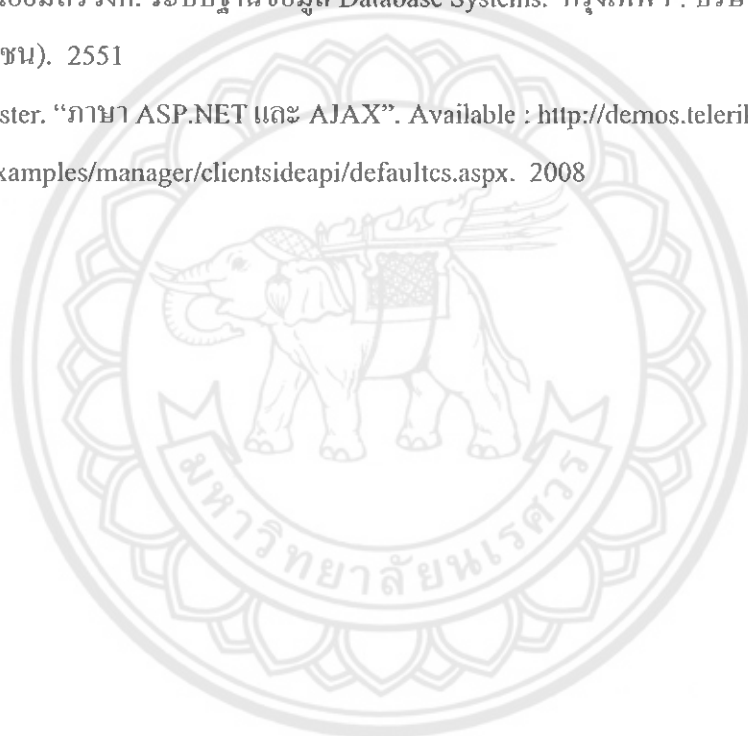 ระบบฐานข้อมูล Database Systems. กรุงเทพฯ :
ชน). 2551
ster. “ภาษา ASP.NET และ AJAX”. Available : http://demos.teleril
xamples/manager/clientsideapi/defaultcs.aspx. 2008
มหาวิทยาลัยนเรศวร